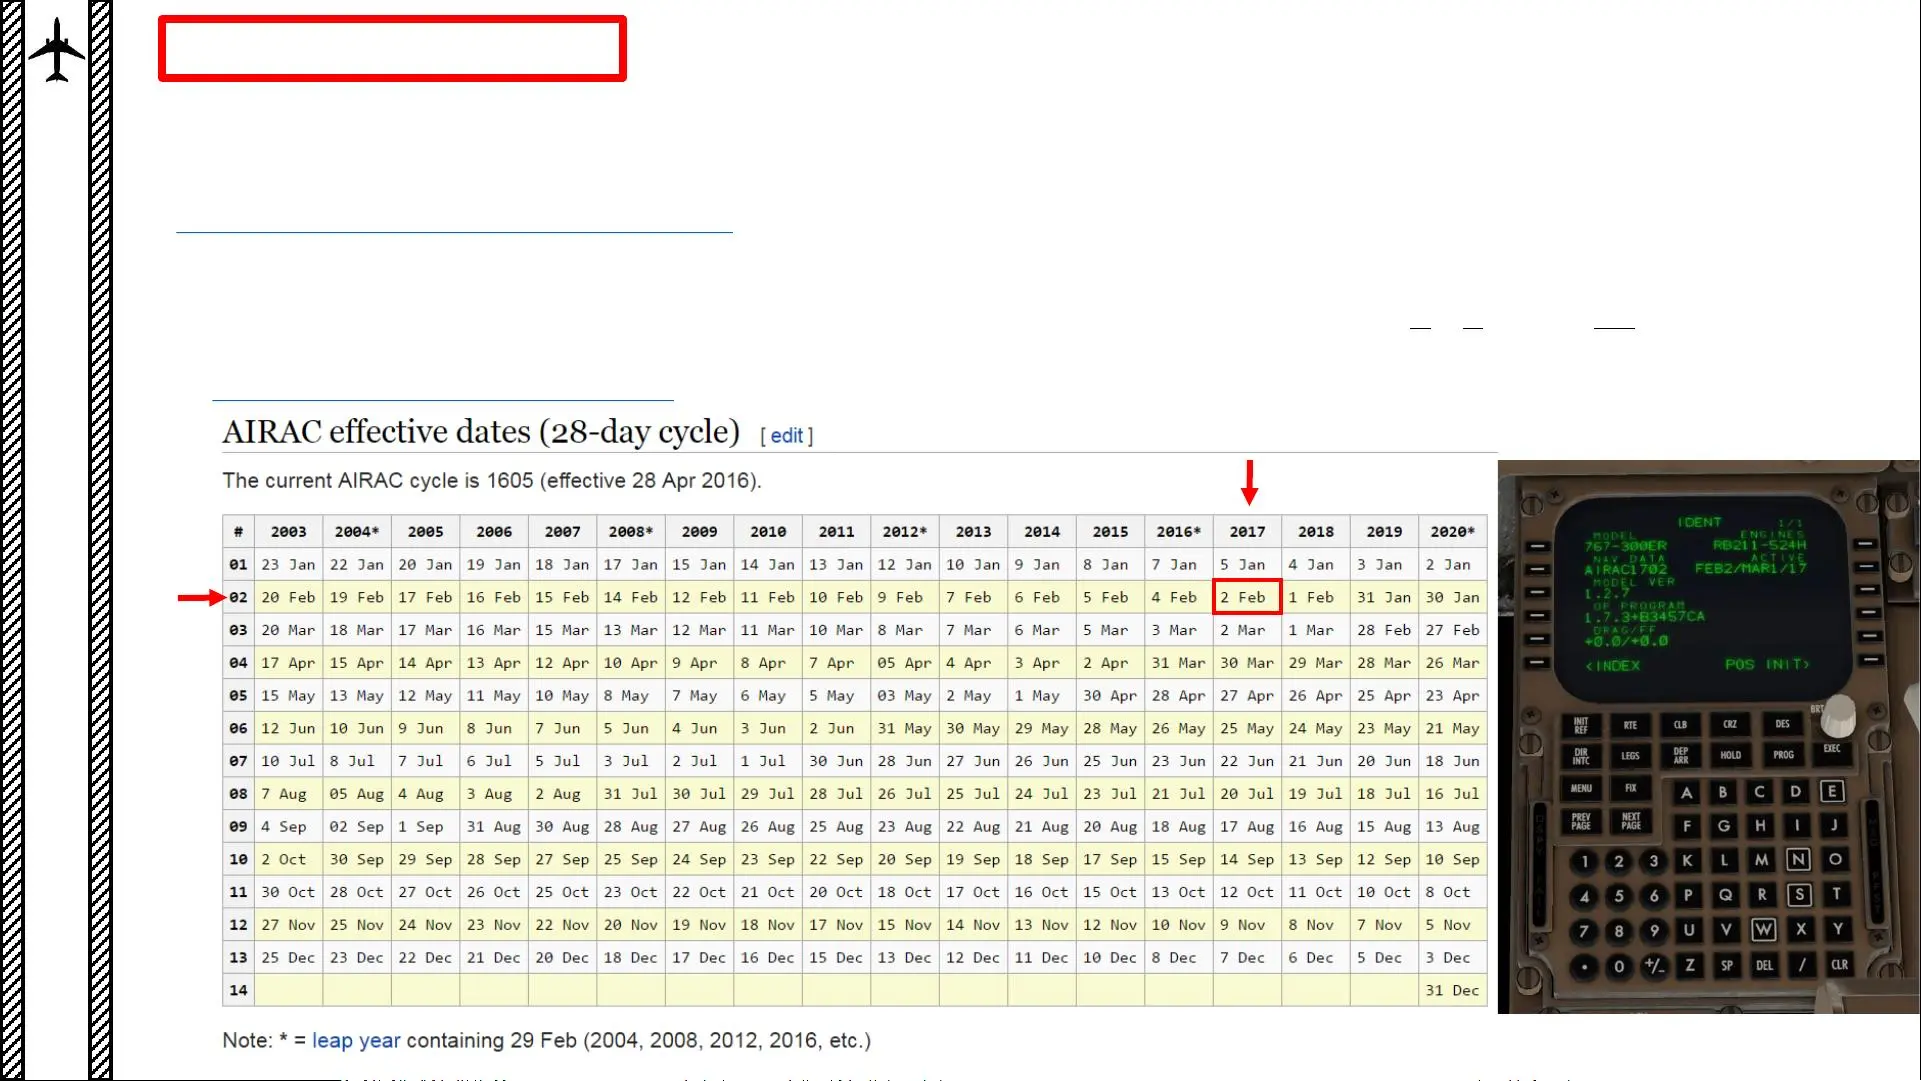 AIRAC effective dates (28-day cycle) [ edit ]
The current AIRAC cycle is 1605 (effective 28 Apr 2016).
# 2003 2004* 2005 2006 2007 2008* 2009 2010 2011 2012* 2013 2014 2015 2016* 2017 2018 2019 2020*
01 23 Jan 22 Jan 20 Jan 19 Jan 18 Jan 17 Jan 15 Jan 14 Jan 13 Jan 12 Jan 10 Jan 9 Jan 8 Jan 7 Jan 5 Jan 4 Jan 3 Jan 2 Jan
02 20 Feb 19 Feb 17 Feb 16 Feb 15 Feb 14 Feb 12 Feb 11 Feb 10 Feb 9 Feb 7 Feb 6 Feb 5 Feb 4 Feb 2 Feb 1 Feb 31 Jan 30 Jan
03 20 Mar 18 Mar 17 Mar 16 Mar 15 Mar 13 Mar 12 Mar 11 Mar 10 Mar 8 Mar 7 Mar 6 Mar 5 Mar 3 Mar 2 Mar 1 Mar 28 Feb 27 Feb
04 17 Apr 15 Apr 14 Apr 13 Apr 12 Apr 10 Apr 9 Apr 8 Apr 7 Apr 05 Apr 4 Apr 3 Apr 2 Apr 31 Mar 30 Mar 29 Mar 28 Mar 26 Mar
05 15 May 13 May 12 May 11 May 10 May 8 May 7 May 6 May 5 May 03 May 2 May 1 May 30 Apr 28 Apr 27 Apr 26 Apr 25 Apr 23 Apr
06 12 Jun 10 Jun 9 Jun 8 Jun 7 Jun 5 Jun 4 Jun 3 Jun 2 Jun 31 May 30 May 29 May 28 May 26 May 25 May 24 May 23 May 21 May
07 10 Jul 8 Jul 7 Jul 6 Jul 5 Jul 3 Jul 2 Jul 1 Jul 30 Jun 28 Jun 27 Jun 26 Jun 25 Jun 23 Jun 22 Jun 21 Jun 20 Jun 18 Jun
08 7 Aug 05 Aug 4 Aug 3 Aug 2 Aug 31 Jul 30 Jul 29 Jul 28 Jul 26 Jul 25 Jul 24 Jul 23 Jul 21 Jul 20 Jul 19 Jul 18 Jul 16 Jul
09 4 Sep 02 Sep 1 Sep 31 Aug 30 Aug 28 Aug 27 Aug 26 Aug 25 Aug 23 Aug 22 Aug 21 Aug 20 Aug 18 Aug 17 Aug 16 Aug 15 Aug 13 Aug
10 2 Oct 30 Sep 29 Sep 28 Sep 27 Sep 25 Sep 24 Sep 23 Sep 22 Sep 20 Sep 19 Sep 18 Sep 17 Sep 15 Sep 14 Sep 13 Sep 12 Sep 10 Sep
11 30 Oct 28 Oct 27 Oct 26 Oct 25 Oct 23 Oct 22 Oct 21 Oct 20 Oct 18 Oct 17 Oct 16 Oct 15 Oct 13 Oct 12 Oct 11 Oct 10 Oct 8 Oct
12 27 Nov 25 Nov 24 Nov 23 Nov 22 Nov 20 Nov 19 Nov 18 Nov 17 Nov 15 Nov 14 Nov 13 Nov 12 Nov 10 Nov 9 Nov 8 Nov 7 Nov 5 Nov
13 25 Dec 23 Dec 22 Dec 21 Dec 20 Dec 18 Dec 17 Dec 16 Dec 15 Dec 13 Dec 12 Dec 11 Dec 10 Dec 8 Dec 7 Dec 6 Dec 5 Dec 3 Dec
14 31 Dec
Note: * = leap year containing 29 Feb (2004, 2008, 2012, 2016, etc.)
IDENT 1/1
MODEL ENGINES
767-300ER RB211-524H
NAV DATA ACTIVE
AIRAC1702 FEB2/MAR1/17
MODEL VER
1.2.7
OP PROGRAM
1.7.3+B3457CA
DRAG/FF
+0.0/+0.0
<INDEX POS INIT>
BRT
INIT REF RTE CLB CRZ DES
DIR INTC LEGS DEP ARR HOLD PROG EXEC
MENU FIX A B C D E
PREV PAGE NEXT PAGE F G H I J
1 2 3 K L M N O
4 5 6 P Q R S T
7 8 9 U V W X Y
. 0 +/- Z SP DEL / CLR